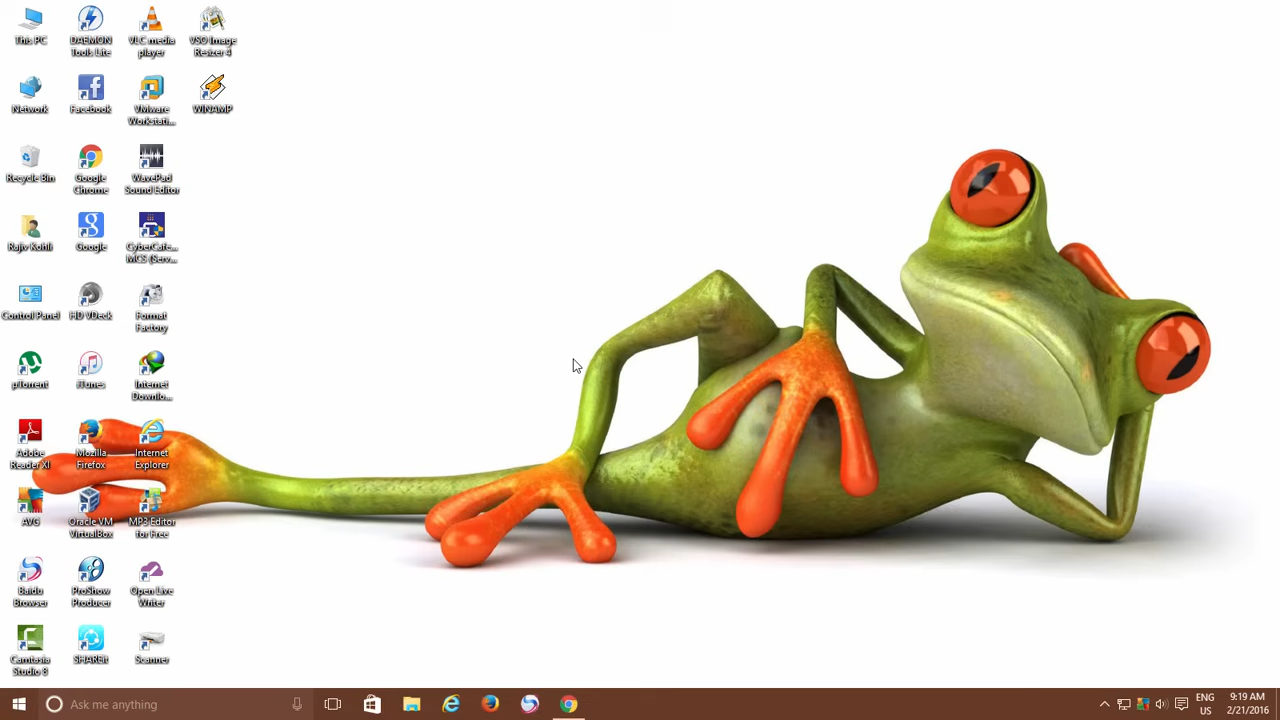 This PC
DAEMON
Tools Lite
VLC media
player
VSO Image
Resizer 4
Network
Facebook
VMware
Workstati...
WINAMP
Recycle Bin
Google
Chrome
WavePad
Sound Editor
Rajiv Kohli
Google
CyberCafe...
MCS (Serv...
Control Panel
HD VDeck
Format
Factory
µTorrent
iTunes
Internet
Downlo...
Adobe
Reader XI
Mozilla
Firefox
Internet
Explorer
AVG
Oracle VM
VirtualBox
MP3 Editor
for Free
Baidu
Browser
ProShow
Producer
Open Live
Writer
Camtasia
Studio 8
SHAREit
Scanner
Ask me anything
ENG
US
9:19 AM
2/21/2016